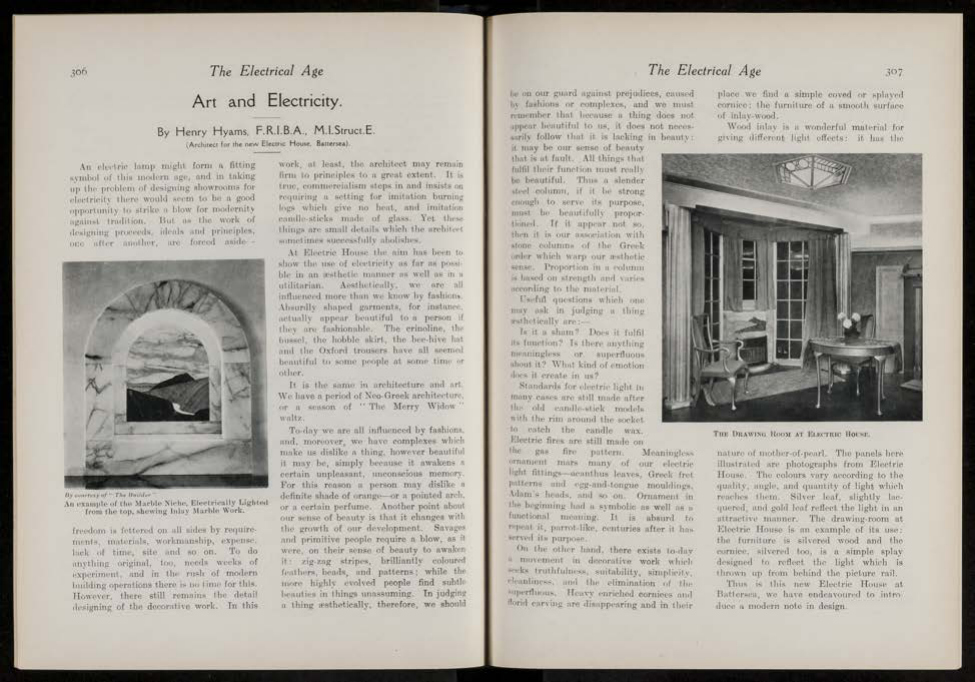 306
The Electrical Age
Art and Electricity.
By Henry Hyams, F.R.I.B.A., M.I.Struct.E.
(Architect for the new Electric House, Battersea).
An electric lamp might form a fitting
symbol of this modern age, and in taking
up the problem of designing showrooms for
electricity there would seem to be a good
opportunity to strike a blow for modernity
against tradition. But as the work of
designing proceeds, ideals and principles,
one after another, are forced aside—
By courtesy of "The Builder"
An example of the Marble Niche, Electrically Lighted
from the top, shewing Inlay Marble Work.
freedom is fettered on all sides by require-
ments, materials, workmanship, expense,
lack of time, site and so on. To do
anything original, too, needs weeks of
experiment, and in the rush of modern
building operations there is no time for this.
However, there still remains the detail
designing of the decorative work. In this
work, at least, the architect may remain
firm to principles to a great extent. It is
true, commercialism steps in and insists on
requiring a setting for imitation burning
logs which give no heat, and imitation
candle-sticks made of glass. Yet these
things are small details which the architect
sometimes successfully abolishes.
At Electric House the aim has been to
show the use of electricity as far as possi-
ble in an æsthetic manner as well as in a
utilitarian. Aesthetically, we are all
influenced more than we know by fashions.
Absurdly shaped garments, for instance,
actually appear beautiful to a person if
they are fashionable. The crinoline, the
tussel, the hobble skirt, the bee-hive hat
and the Oxford trousers have all seemed
beautiful to some people at some time or
other.
It is the same in architecture and art.
We have a period of Neo-Greek architecture,
or a season of "The Merry Widow"
waltz.
To-day we are all influenced by fashions,
and, moreover, we have complexes which
make us dislike a thing, however beautiful
it may be, simply because it awakens a
certain unpleasant, unconscious memory.
For this reason a person may dislike a
definite shade of orange—or a pointed arch,
or a certain perfume. Another point about
our sense of beauty is that it changes with
the growth of our development. Savages
and primitive people require a blow, as it
were, on their sense of beauty to awaken
it: zig-zag stripes, brilliantly coloured
feathers, beads, and patterns; while the
more highly evolved people find subtle
beauties in things unassuming. In judging
a thing æsthetically, therefore, we should
The Electrical Age
307
be on our guard against prejudices, caused
by fashions or complexes, and we must
remember that because a thing does not
appear beautiful to us, it does not neces-
sarily follow that it is lacking in beauty:
it may be our sense of beauty
that is at fault. All things that
fulfil their function must really
be beautiful. Thus a slender
steel column, if it be strong
enough to serve its purpose,
must be beautifully propor-
tioned. If it appear not so,
then it is our association with
stone columns of the Greek
order which warp our æsthetic
sense. Proportion in a column
is based on strength and varies
according to the material.
Useful questions which one
may ask in judging a thing
æsthetically are:—
Is it a sham? Does it fulfil
its function? Is there anything
meaningless or superfluous
about it? What kind of emotion
does it create in us?
Standards for electric light in
many cases are still made after
the old candle-stick models
with the rim around the socket
to catch the candle wax.
Electric fires are still made on
the gas fire pattern. Meaningless
ornament mars many of our electric
light fittings—acanthus leaves, Greek fret
patterns and egg-and-tongue mouldings,
Adam's heads, and so on. Ornament in
the beginning had a symbolic as well as a
functional meaning. It is absurd to
repeat it, parrot-like, centuries after it has
served its purpose.
On the other hand, there exists to-day
a movement in decorative work which
seeks truthfulness, suitability, simplicity,
cleanliness, and the elimination of the
superfluous. Heavy enriched cornices and
florid carving are disappearing and in their
place we find a simple coved or splayed
cornice; the furniture of a smooth surface
of inlay-wood.
Wood inlay is a wonderful material for
giving different light effects: it has the
THE DRAWING ROOM AT ELECTRIC HOUSE.
nature of mother-of-pearl. The panels here
illustrated are photographs from Electric
House. The colours vary according to the
quality, angle, and quantity of light which
reaches them. Silver leaf, slightly lac-
quered, and gold leaf reflect the light in an
attractive manner. The drawing-room at
Electric House is an example of its use;
the furniture is silvered wood and the
cornice, silvered too, is a simple splay
designed to reflect the light which is
thrown up from behind the picture rail.
Thus is this new Electric House at
Battersea, we have endeavoured to intro-
duce a modern note in design.